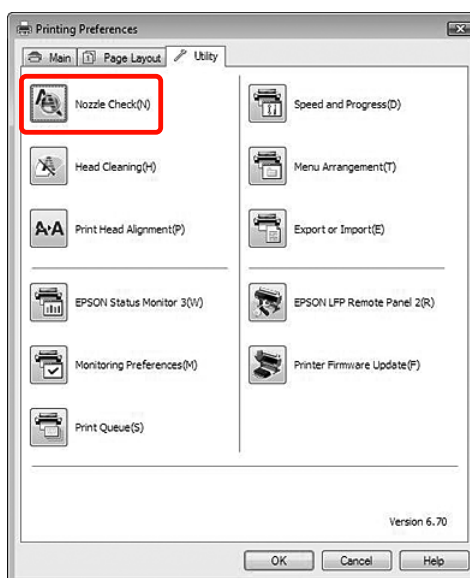 Printing Preferences
Main
Page Layout
Utility
Nozzle Check(N)
Speed and Progress(D)
Head Cleaning(H)
Menu Arrangement(T)
A•A
Print Head Alignment(P)
Export or Import(E)
EPSON Status Monitor 3(W)
EPSON LFP Remote Panel 2(R)
Monitoring Preferences(M)
Printer Firmware Update(F)
Print Queue(S)
Version 6.70
OK
Cancel
Help